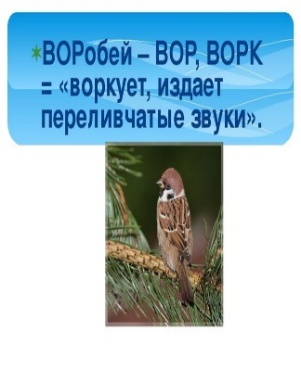 *ВОРобей – ВОР, ВОРК
= «воркует, издает
переливчатые звуки».